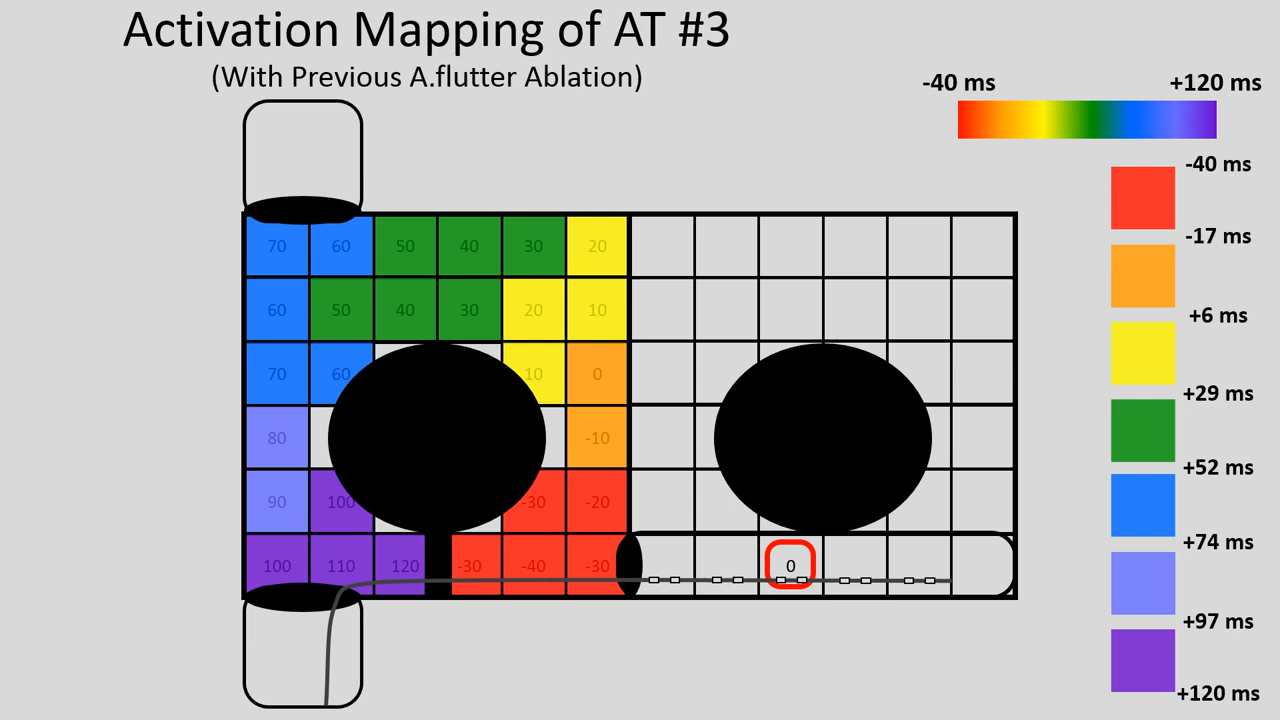 Activation Mapping of AT #3
(With Previous A.flutter Ablation)
-40 ms +120 ms
-40 ms
-17 ms
+6 ms
+29 ms
+52 ms
+74 ms
+97 ms
+120 ms
70 60 50 40 30 20
60 50 40 30 20 10
70 60 10 0
80 -10
90 100 -30 -20
100 110 120 -30 -40 -30 0